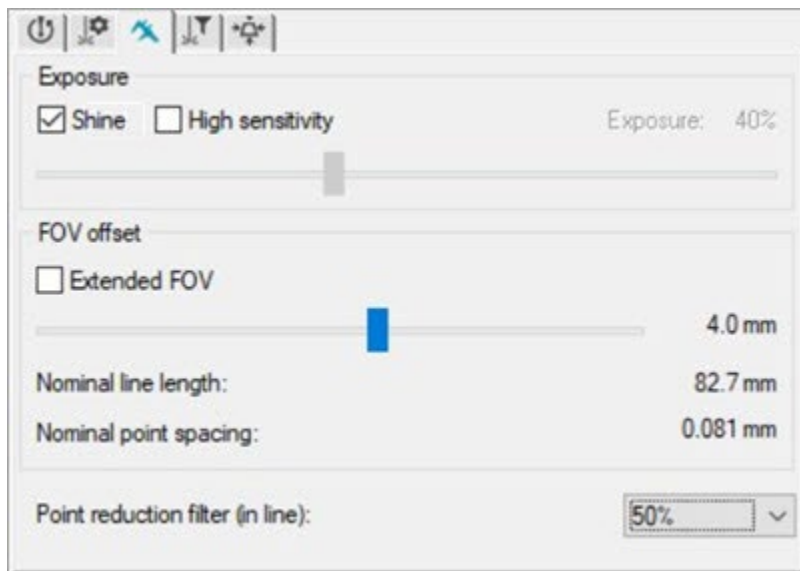 Exposure
Shine High sensitivity Exposure: 40%
FOV offset
Extended FOV
4.0 mm
Nominal line length: 82.7 mm
Nominal point spacing: 0.081 mm
Point reduction filter (in line): 50%